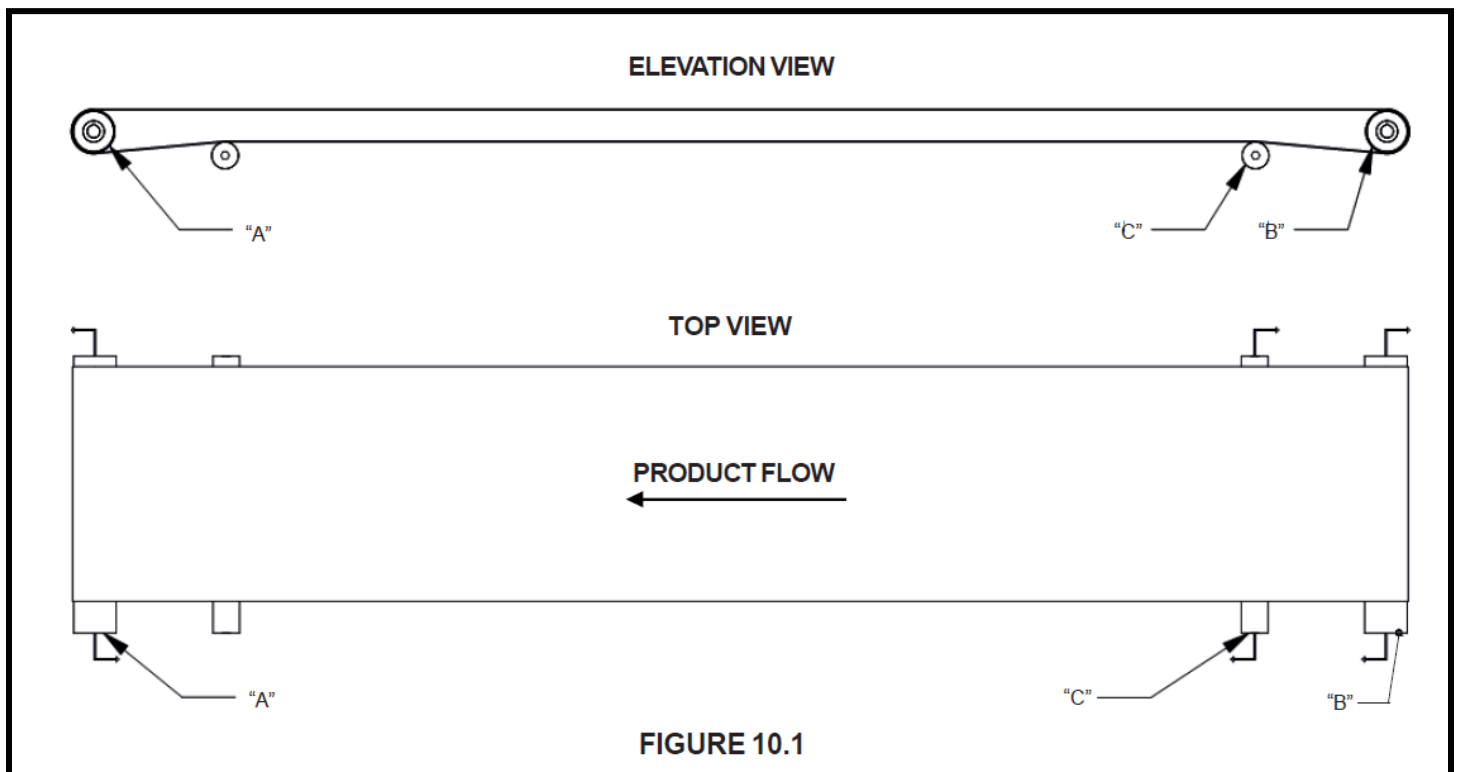 ELEVATION VIEW
“A”
“C”
“B”
TOP VIEW
PRODUCT FLOW
“A”
“C”
“B”
FIGURE 10.1